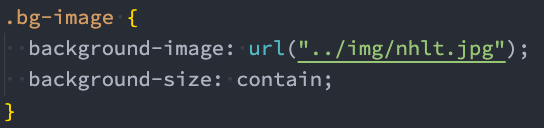 .bg-image {
  background-image: url("../img/nhlt.jpg");
  background-size: contain;
}